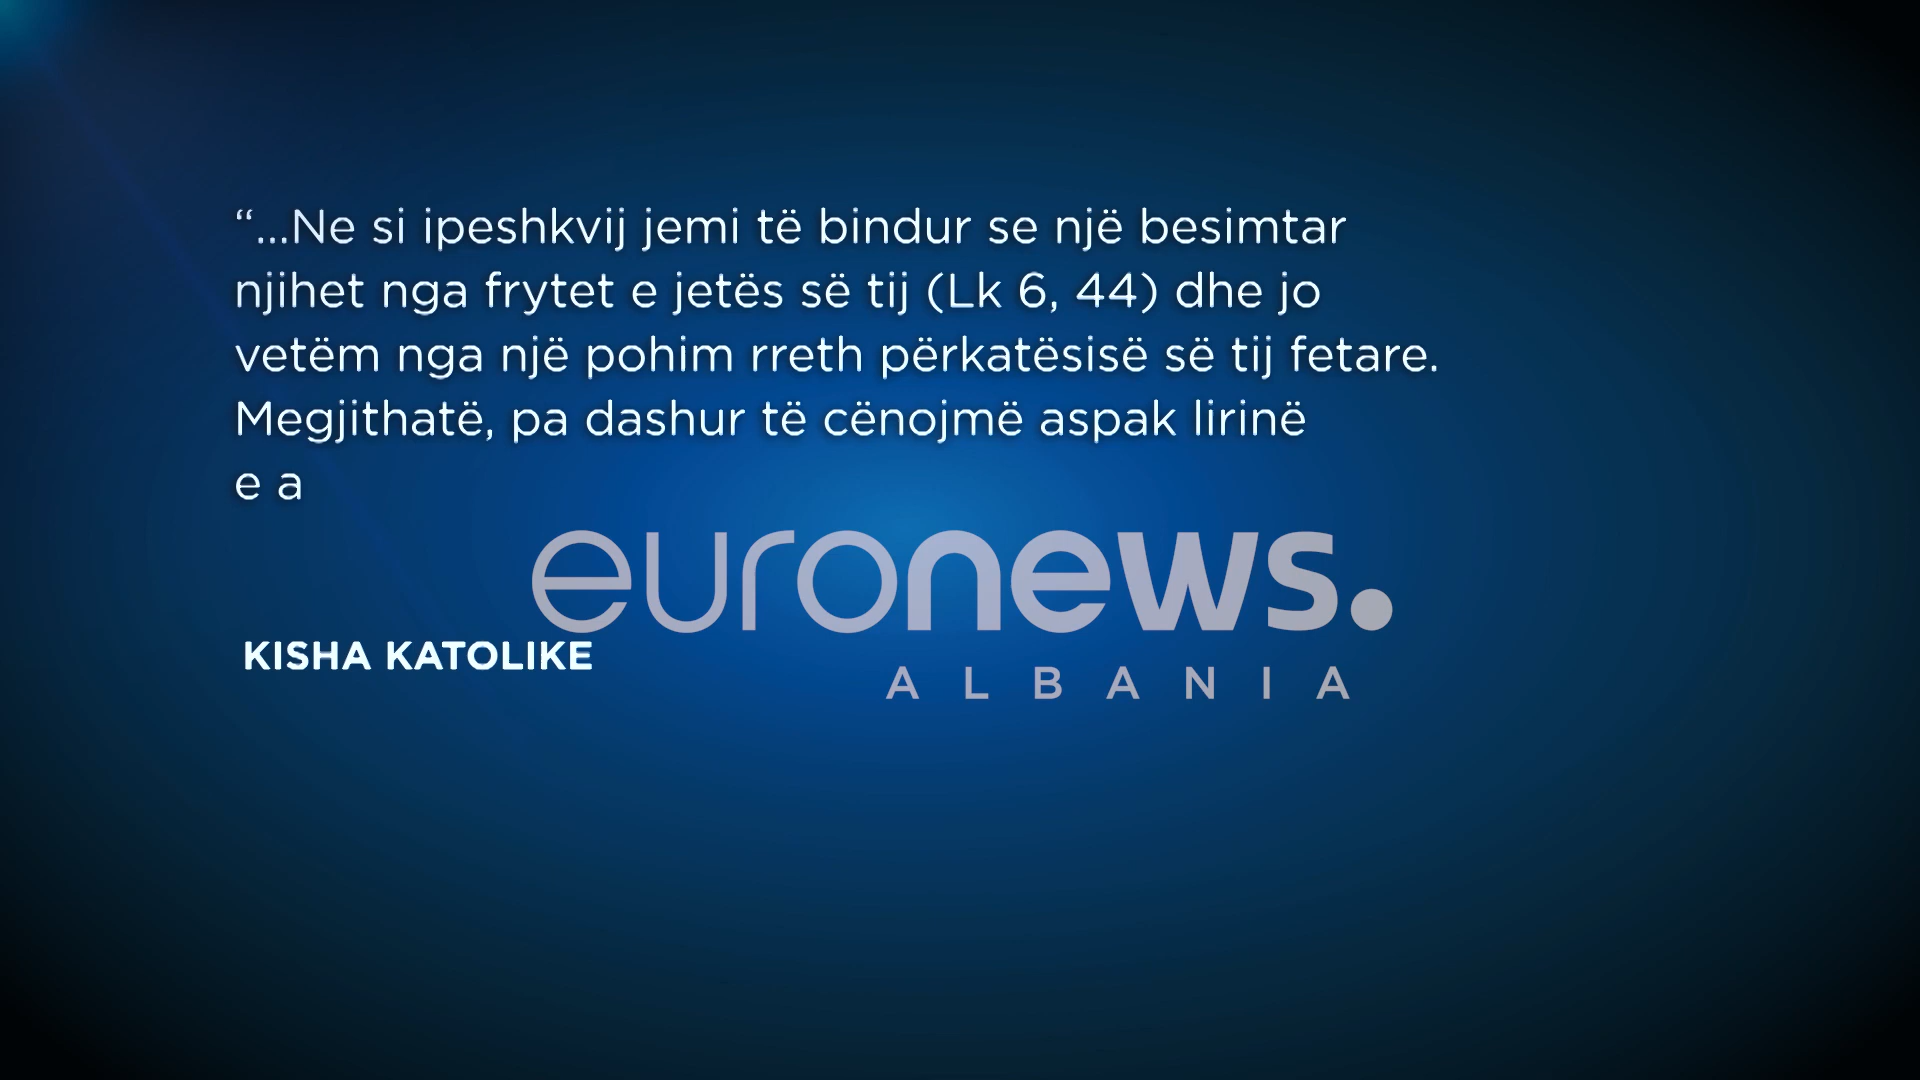 “...Ne si ipeshkvij jemi të bindur se një besimtar
njihet nga frytet e jetës së tij (Lk 6, 44) dhe jo
vetëm nga një pohim rreth përkatësisë së tij fetare.
Megjithatë, pa dashur të cënojmë aspak lirinë
e a
euronews.
KISHA KATOLIKE
ALBANIA